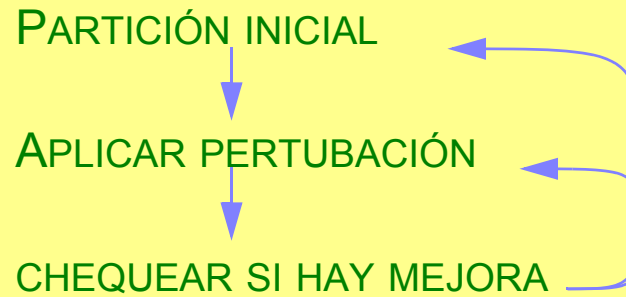 PARTICIÓN INICIAL
APLICAR PERTUBACIÓN
CHEQUEAR SI HAY MEJORA